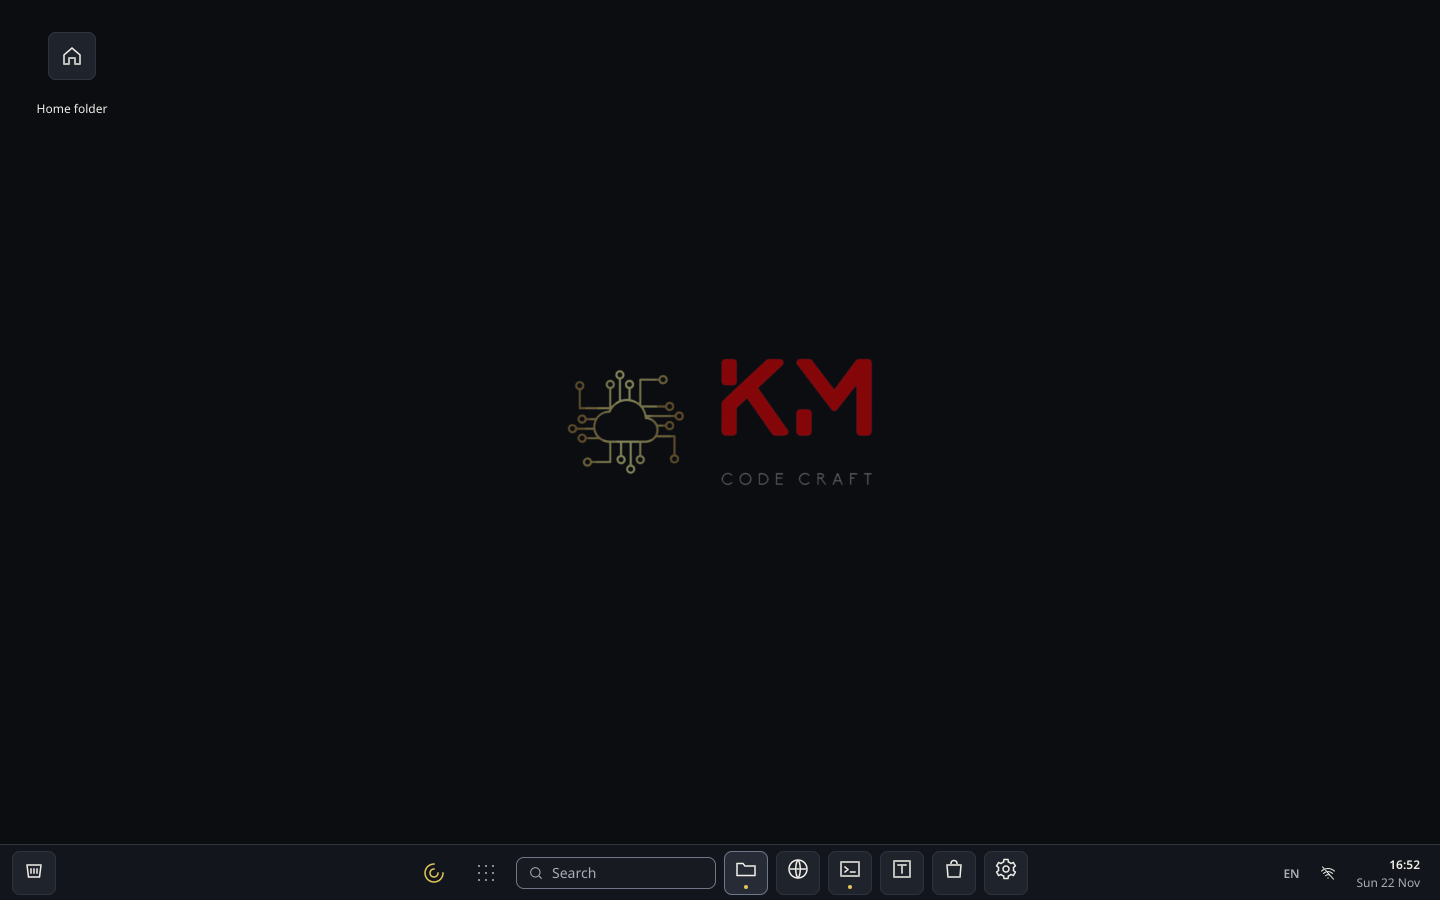 Home folder
KM
CODE CRAFT
Search
EN
16:52
Sun 22 Nov